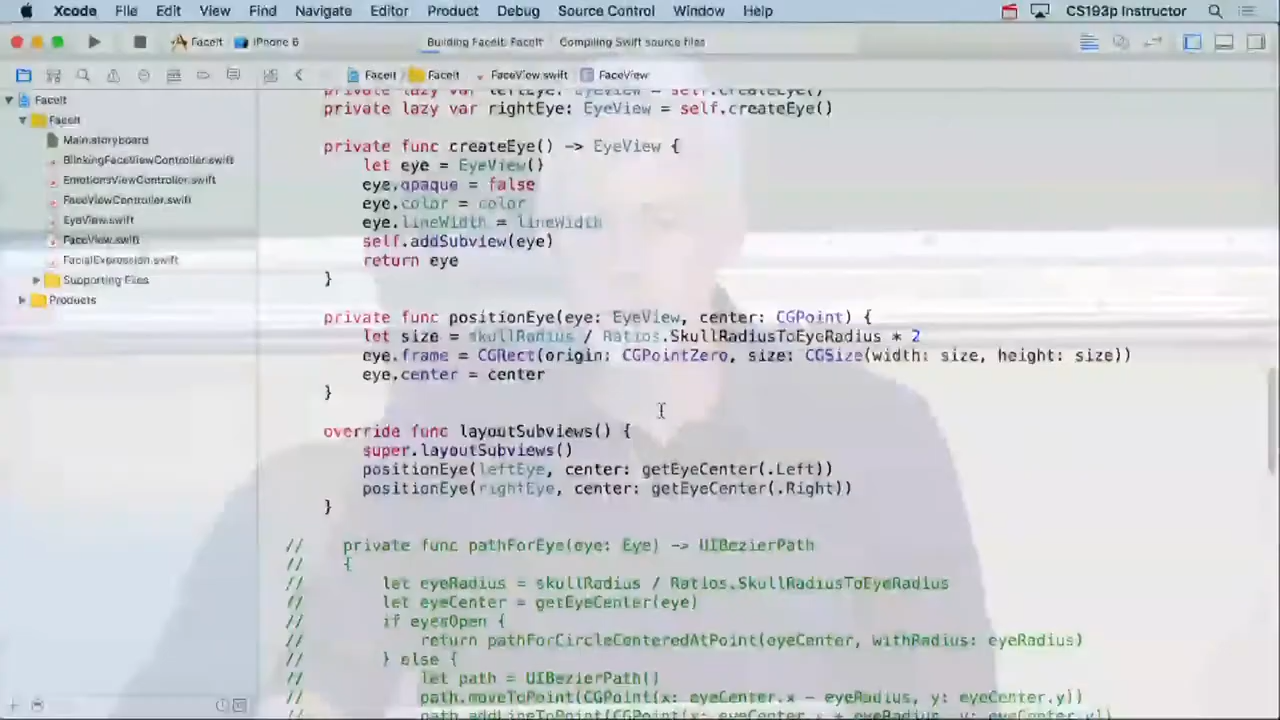 Xcode File Edit View Find Navigate Editor Product Debug Source Control Window Help CS193p Instructor
FaceIt iPhone 6 Building FaceIt: FaceIt Compiling Swift source files
FaceIt FaceIt FaceView.swift FaceView
FaceIt
FaceIt
Main.storyboard
BlinkingFaceViewController.swift
EmotionsViewController.swift
FaceViewController.swift
EyeView.swift
FaceView.swift
FacialExpression.swift
Supporting Files
Products
private lazy var leftEye: EyeView = self.createEye()
private lazy var rightEye: EyeView = self.createEye()
private func createEye() -> EyeView {
let eye = EyeView()
eye.opaque = false
eye.color = color
eye.lineWidth = lineWidth
self.addSubview(eye)
return eye
}
private func positionEye(eye: EyeView, center: CGPoint) {
let size = skullRadius / Ratios.SkullRadiusToEyeRadius * 2
eye.frame = CGRect(origin: CGPointZero, size: CGSize(width: size, height: size))
eye.center = center
}
override func layoutSubviews() {
super.layoutSubviews()
positionEye(leftEye, center: getEyeCenter(.Left))
positionEye(rightEye, center: getEyeCenter(.Right))
}
// private func pathForEye(eye: Eye) -> UIBezierPath
// {
// let eyeRadius = skullRadius / Ratios.SkullRadiusToEyeRadius
// let eyeCenter = getEyeCenter(eye)
// if eyesOpen {
// return pathForCircleCenteredAtPoint(eyeCenter, withRadius: eyeRadius)
// } else {
// let path = UIBezierPath()
// path.moveToPoint(CGPoint(x: eyeCenter.x - eyeRadius, y: eyeCenter.y))
// path.addLineToPoint(CGPoint(x: eyeCenter.x + eyeRadius, y: eyeCenter.y))